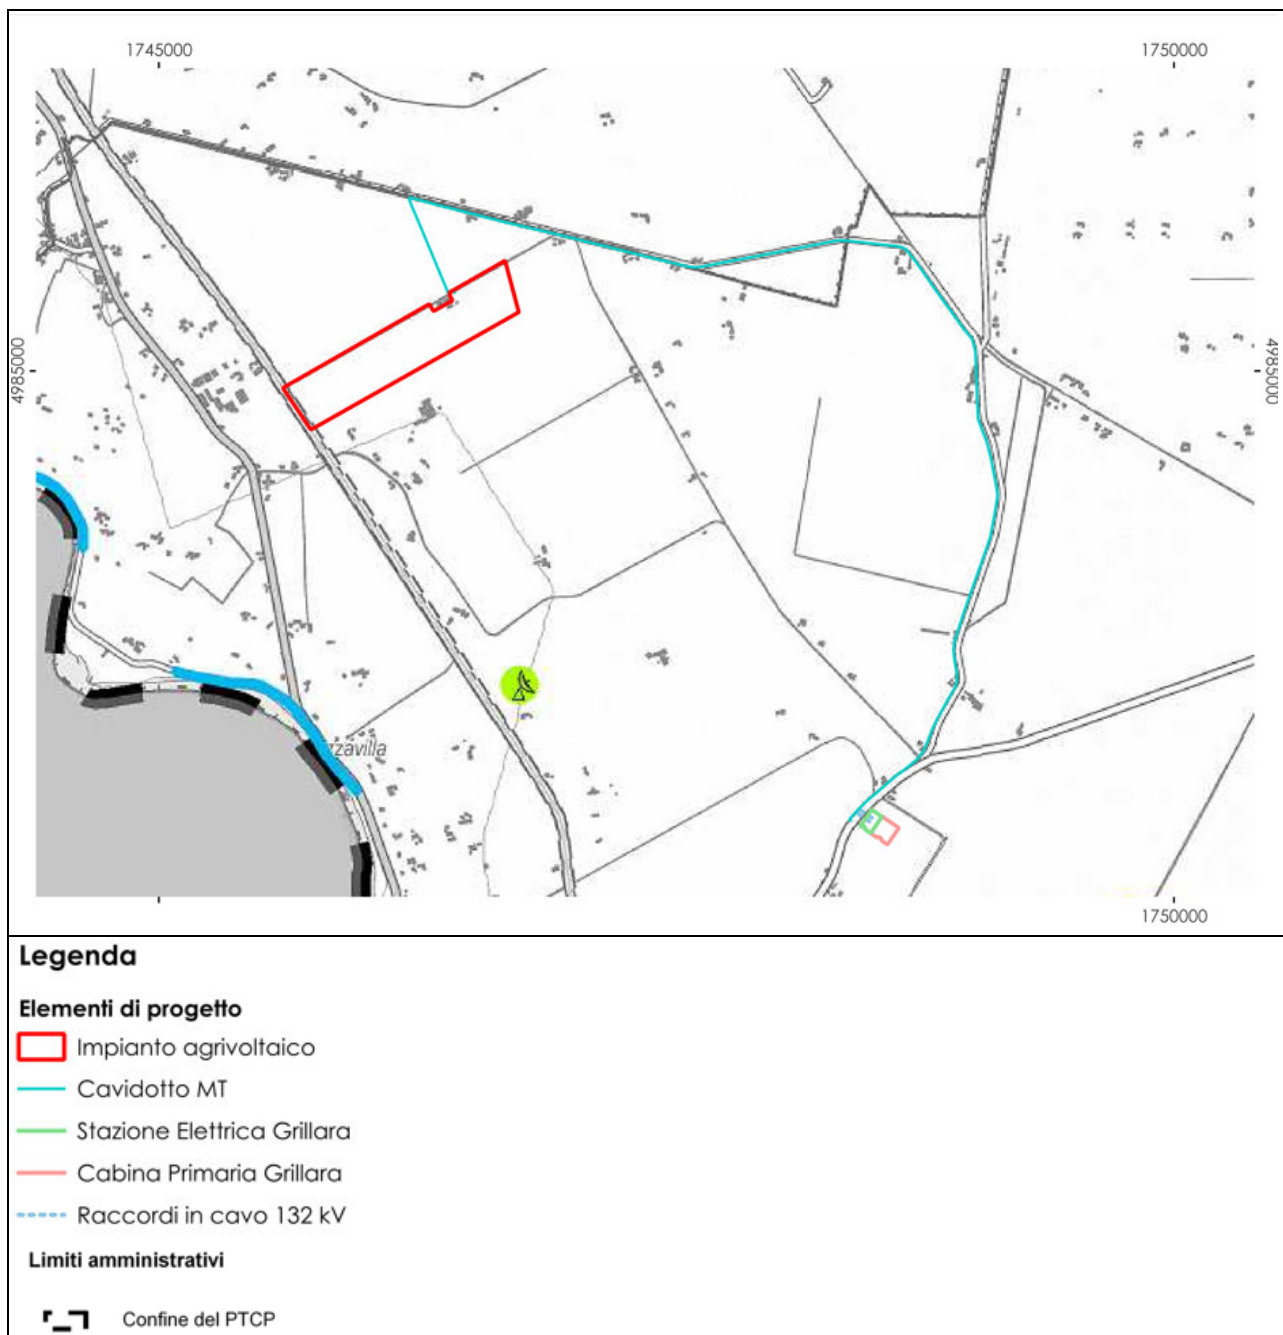 1745000 1750000
4985000 4985000
zzavilla
1750000
Legenda
Elementi di progetto
Impianto agrivoltaico
Cavidotto MT
Stazione Elettrica Grillara
Cabina Primaria Grillara
Raccordi in cavo 132 kV
Limiti amministrativi
Confine del PTCP